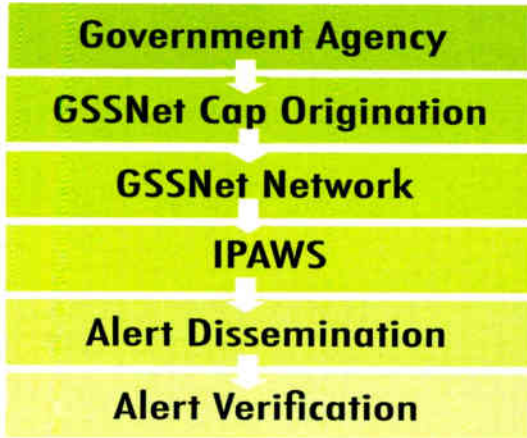 Government Agency
GSSNet Cap Origination
GSSNet Network
IPAWS
Alert Dissemination
Alert Verification